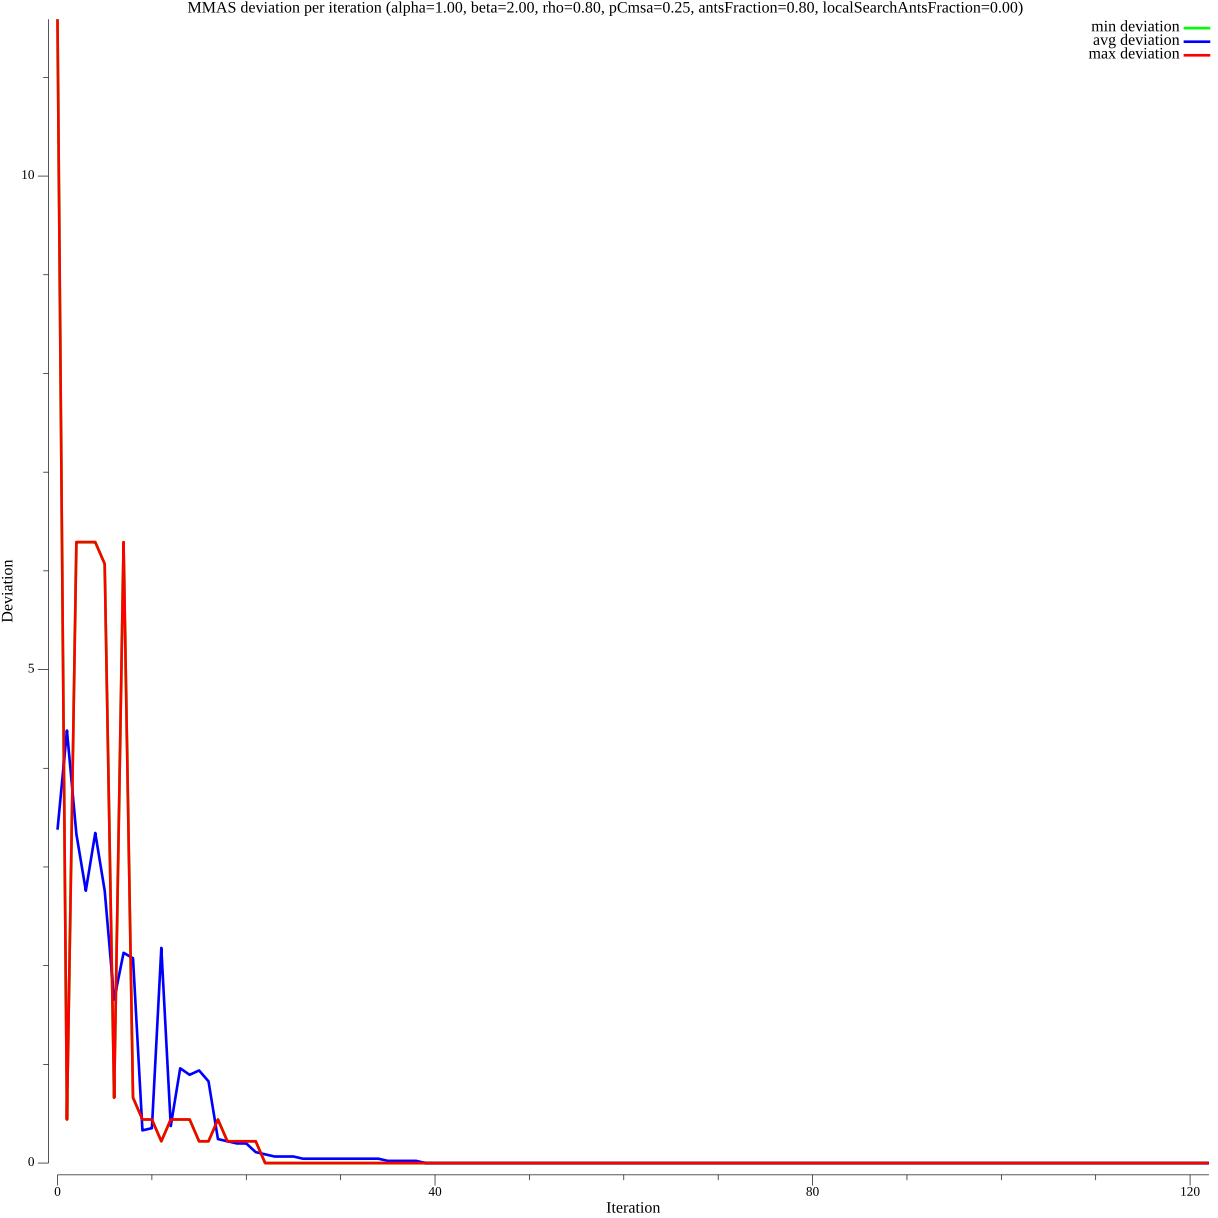 MMAS deviation per iteration (alpha=1.00, beta=2.00, rho=0.80, pCmsa=0.25, antsFraction=0.80, localSearchAntsFraction=0.00)
min deviation
avg deviation
max deviation
10
5
0
Deviation
0
40
80
120
Iteration